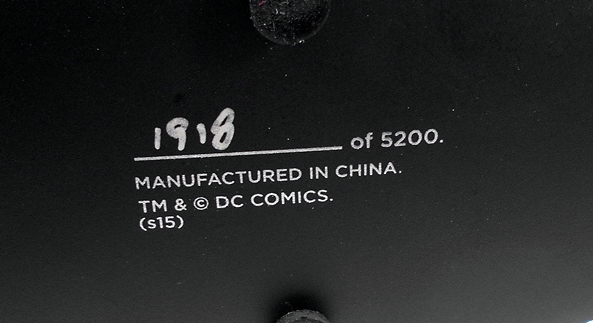 1918 of 5200.
MANUFACTURED IN CHINA.
TM & © DC COMICS.
(s15)